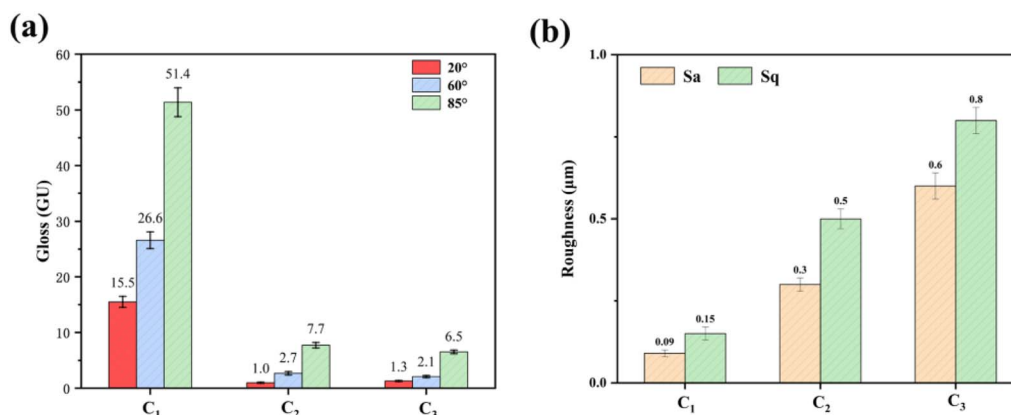 (a)
60
50
40
30
20
10
0
Gloss (GU)
20°
60°
85°
15.5
26.6
51.4
1.0
2.7
7.7
1.3
2.1
6.5
C₁
C₂
C₃
(b)
1.0
0.5
0.0
Roughness (μm)
Sa
Sq
0.09
0.15
0.3
0.5
0.6
0.8
C₁
C₂
C₃